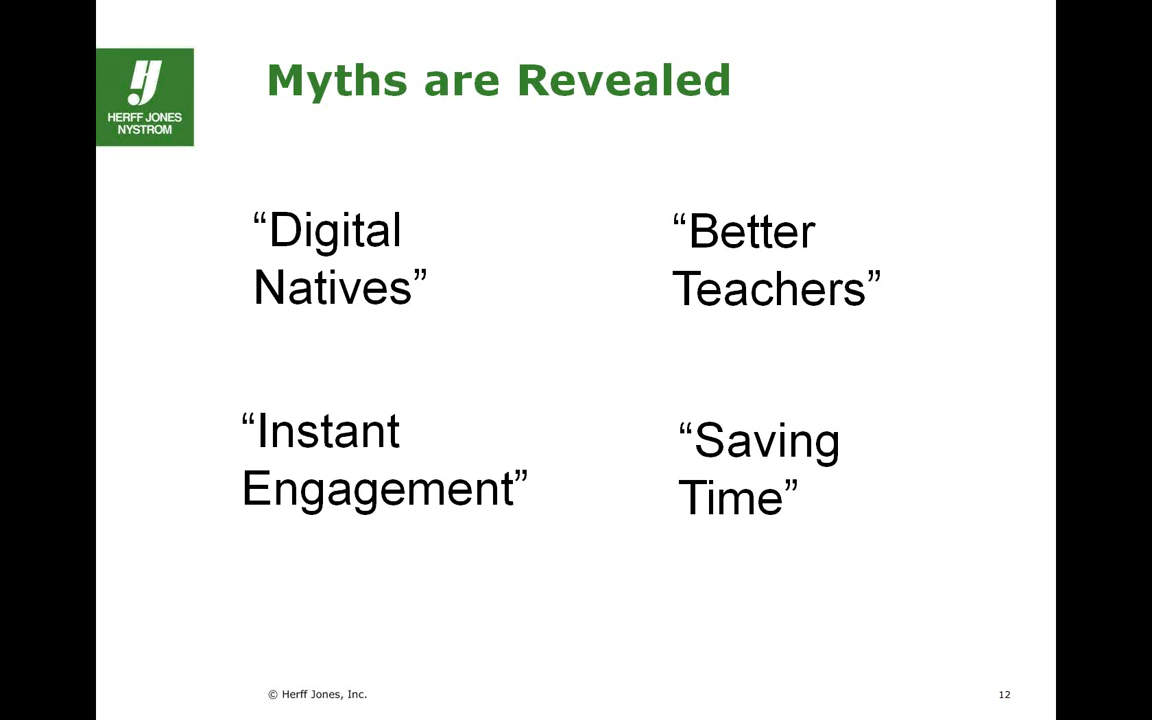 HERFF JONES
NYSTROM
Myths are Revealed
“Digital
Natives”
“Better
Teachers”
“Instant
Engagement”
“Saving
Time”
© Herff Jones, Inc.
12